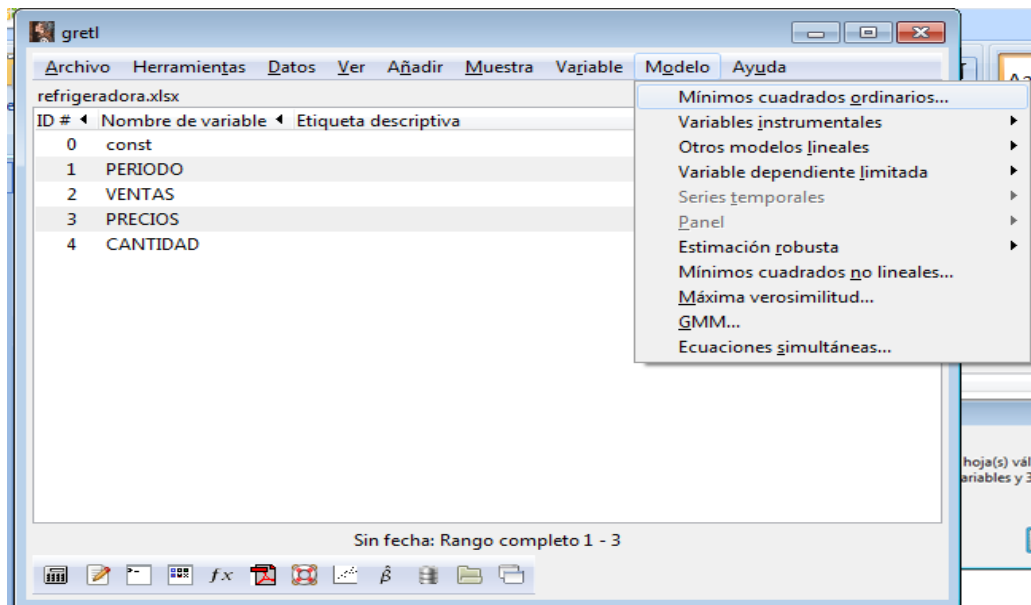 gretl
Archivo Herramientas Datos Ver Añadir Muestra Variable Modelo Ayuda
refrigeradora.xlsx
ID # Nombre de variable Etiqueta descriptiva
0 const
1 PERIODO
2 VENTAS
3 PRECIOS
4 CANTIDAD
Mínimos cuadrados ordinarios...
Variables instrumentales
Otros modelos lineales
Variable dependiente limitada
Series temporales
Panel
Estimación robusta
Mínimos cuadrados no lineales...
Máxima verosimilitud...
GMM...
Ecuaciones simultáneas...
hoja(s) vál
ariables y 3
Sin fecha: Rango completo 1 - 3
fx
β̂